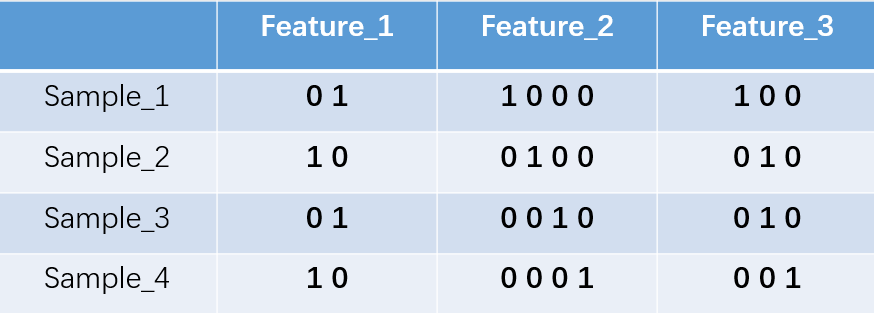 Feature_1 Feature_2 Feature_3
Sample_1 0 1 1 0 0 0 1 0 0
Sample_2 1 0 0 1 0 0 0 1 0
Sample_3 0 1 0 0 1 0 0 1 0
Sample_4 1 0 0 0 0 1 0 0 1